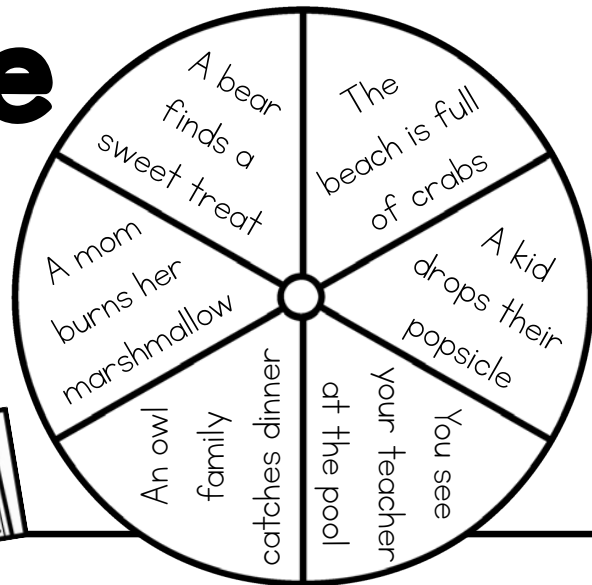 e
A bear
finds a
sweet treat
The
beach is full
of crabs
A kid
drops their
popsicle
You see
your teacher
at the pool
An owl
family
catches dinner
A mom
burns her
marshmallow